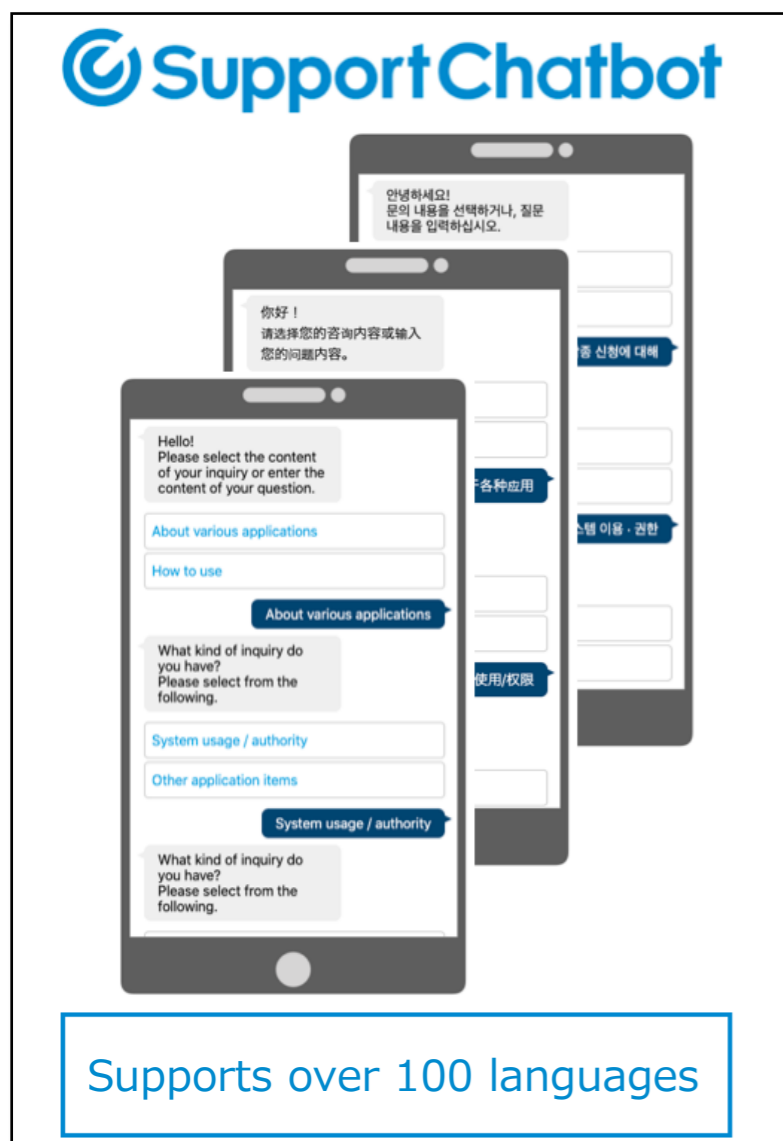 SupportChatbot
안녕하세요!
문의 내용을 선택하거나, 질문
내용을 입력하십시오.
신청에 대해
이용 · 권한
你好！
请选择您的咨询内容或输入
您的问题内容。
各种应用
使用/权限
Hello!
Please select the content
of your inquiry or enter the
content of your question.
About various applications
How to use
About various applications
What kind of inquiry do
you have?
Please select from the
following.
System usage / authority
Other application items
System usage / authority
What kind of inquiry do
you have?
Please select from the
following.
Supports over 100 languages